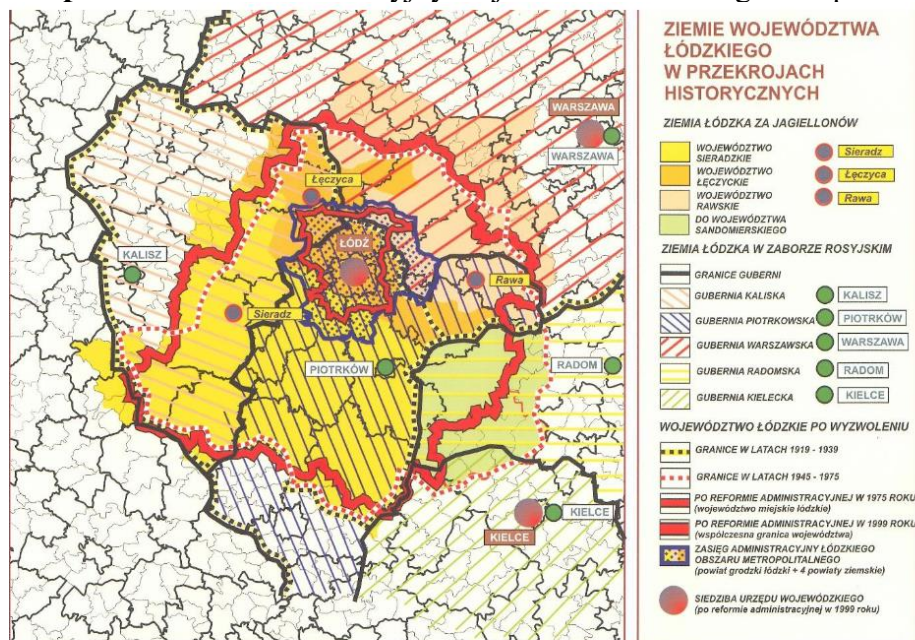 ZIEMIE WOJEWÓDZTWA
ŁÓDZKIEGO
W PRZEKROJACH
HISTORYCZNYCH
ZIEMIA ŁÓDZKA ZA JAGIELLONÓW
WOJEWÓDZTWO
SIERADZKIE
Sieradz
WOJEWÓDZTWO
ŁĘCZYCKIE
Łęczyca
WOJEWÓDZTWO
RAWSKIE
Rawa
DO WOJEWÓDZTWA
SANDOMIERSKIEGO
ZIEMIA ŁÓDZKA W ZABORZE ROSYJSKIM
GRANICE GUBERNI
GUBERNIA KALISKA
KALISZ
GUBERNIA PIOTRKOWSKA
PIOTRKÓW
GUBERNIA WARSZAWSKA
WARSZAWA
GUBERNIA RADOMSKA
RADOM
GUBERNIA KIELECKA
KIELCE
WOJEWÓDZTWO ŁÓDZKIE PO WYZWOLENIU
GRANICE W LATACH 1919 - 1939
GRANICE W LATACH 1945 - 1975
PO REFORMIE ADMINISTRACYJNEJ W 1975 ROKU
(województwo miejskie łódzkie)
PO REFORMIE ADMINISTRACYJNEJ W 1999 ROKU
(współczesna granica województwa)
ZASIĘG ADMINISTRACYJNY ŁÓDZKIEGO
OBSZARU METROPOLITALNEGO
(powiat grodzki łódzki + 4 powiaty ziemskie)
SIEDZIBA URZĘDU WOJEWÓDZKIEGO
(po reformie administracyjnej w 1999 roku)
WARSZAWA
WARSZAWA
Łęczyca
ŁÓDŹ
KALISZ
Rawa
Sieradz
PIOTRKÓW
RADOM
KIELCE
KIELCE